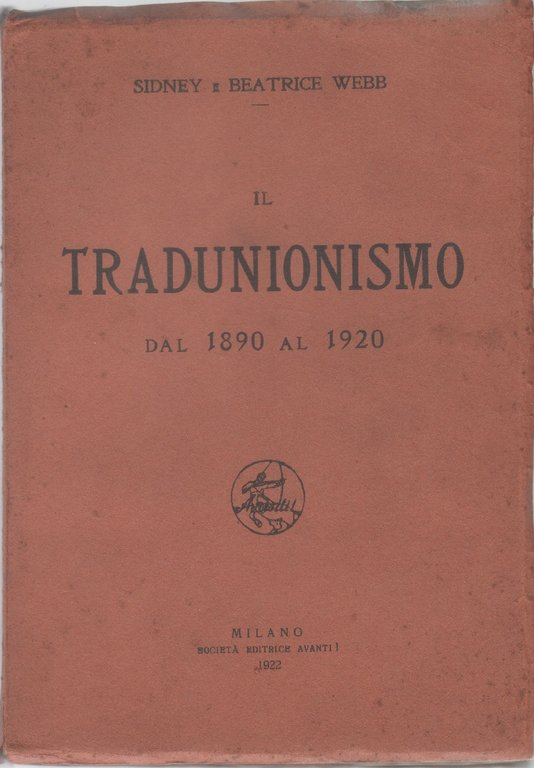 SIDNEY E BEATRICE WEBB
IL
TRADUNIONISMO
DAL 1890 AL 1920
Avanti!
MILANO
SOCIETÀ EDITRICE AVANTI!
1922